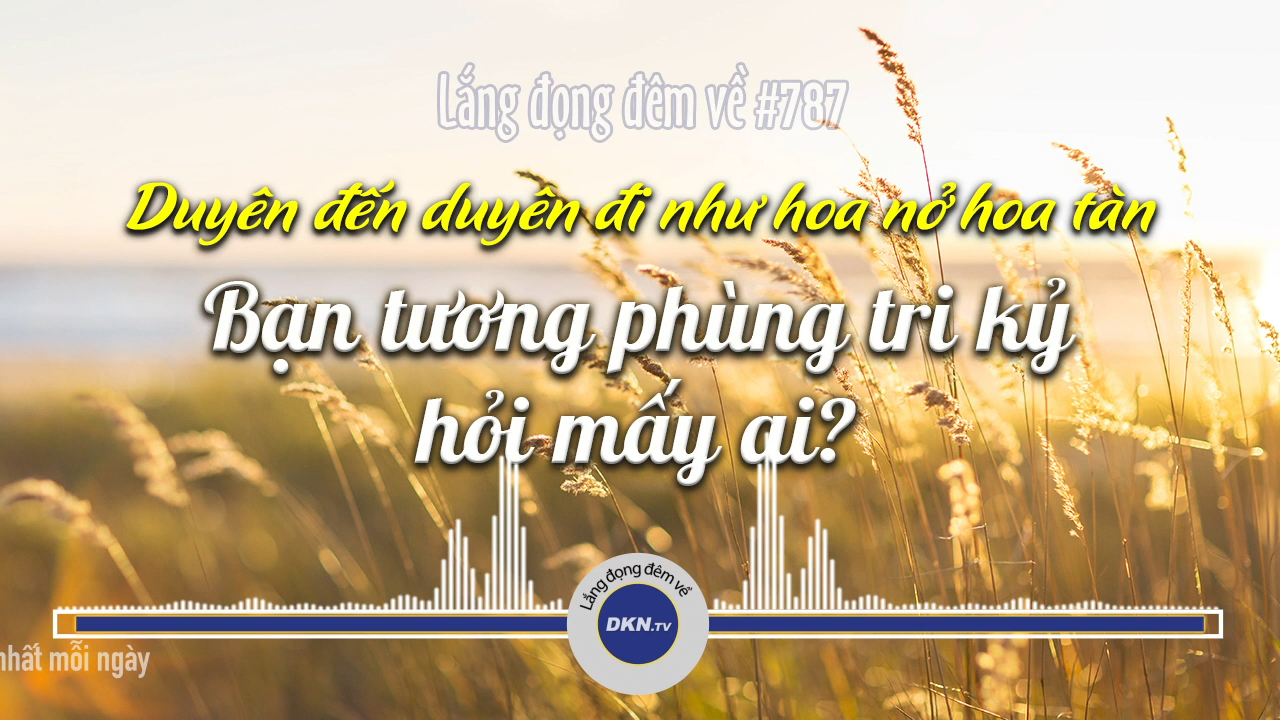 Lắng đọng đêm về #787
Duyên đến duyên đi như hoa nở hoa tàn
Bạn tương phùng tri kỷ
hỏi mấy ai?
Lắng đọng đêm về
DKN.TV
nhất mỗi ngày